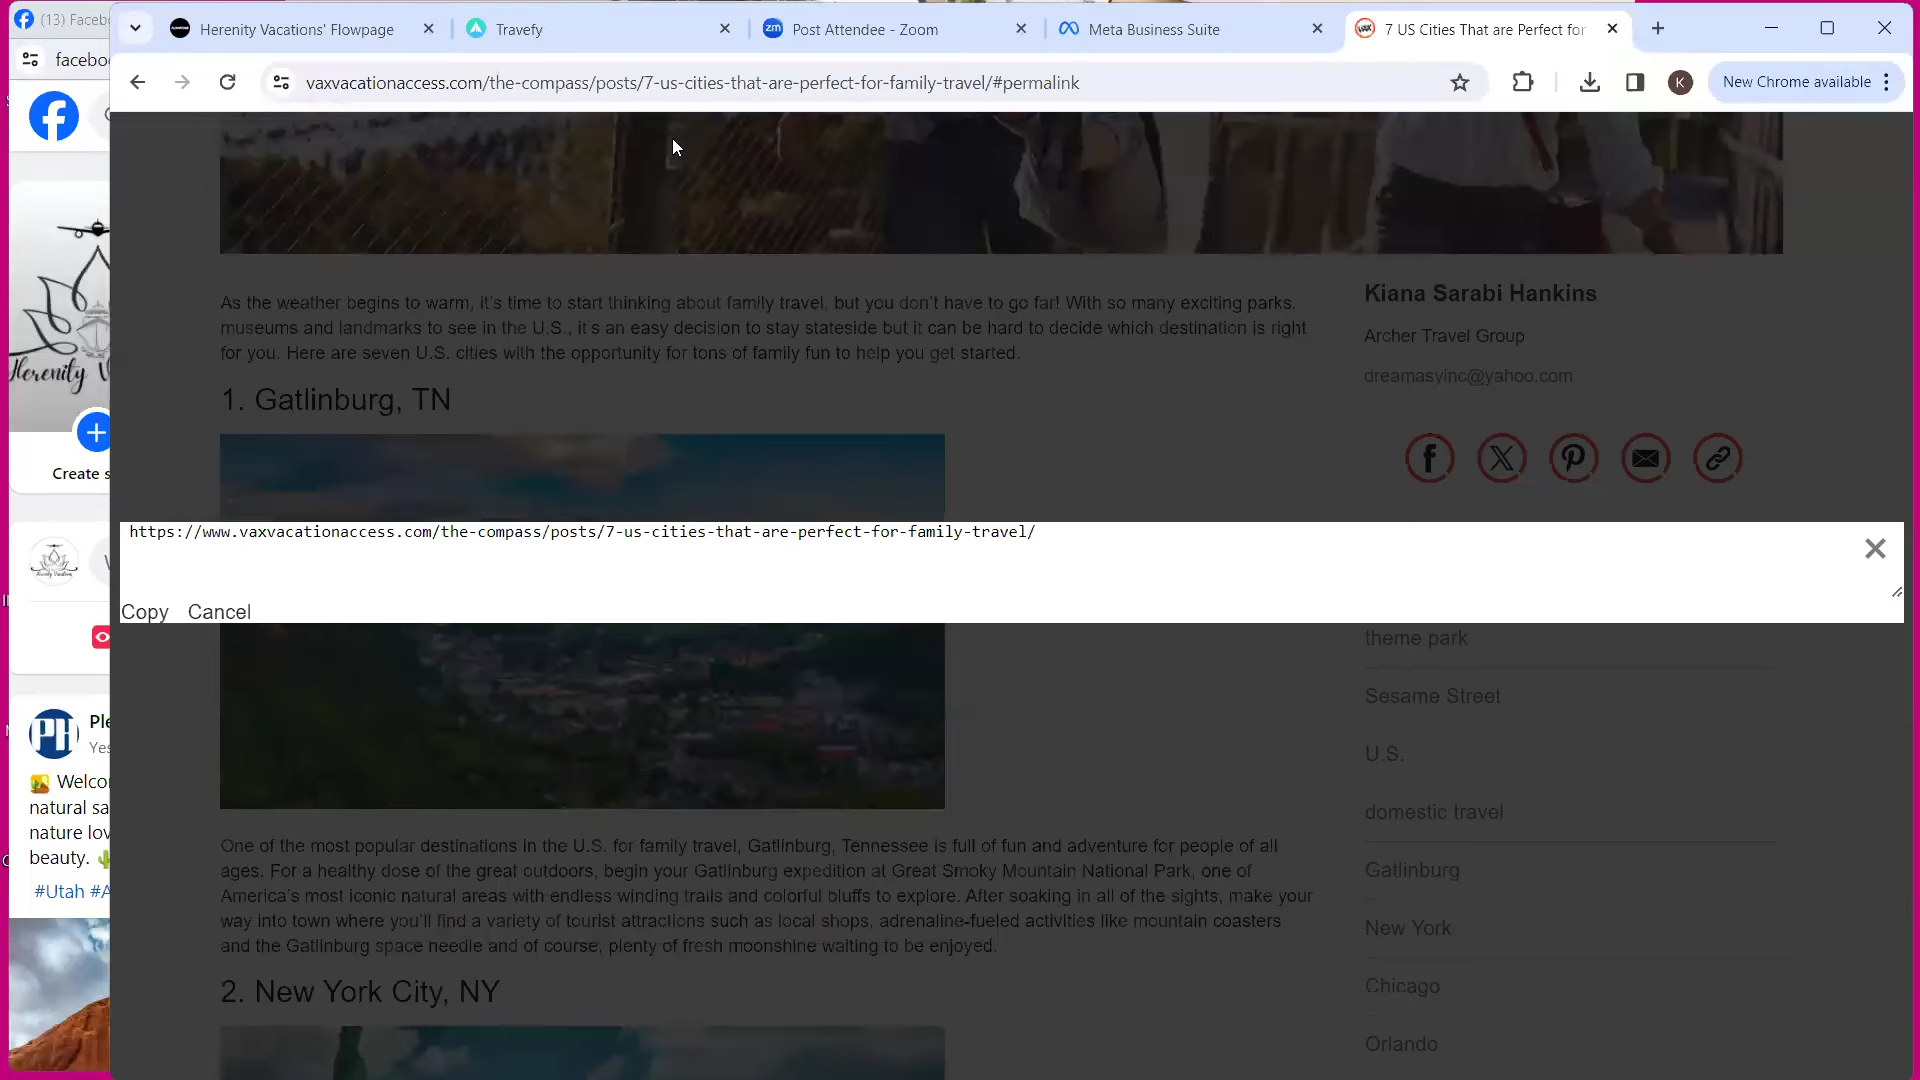 (13) Faceb
Herenity Vacations' Flowpage
Travefy
Post Attendee - Zoom
Meta Business Suite
7 US Cities That are Perfect for
faceboo
vaxvacationaccess.com/the-compass/posts/7-us-cities-that-are-perfect-for-family-travel/#permalink
K
New Chrome available
As the weather begins to warm, it's time to start thinking about family travel, but you don't have to go far! With so many exciting parks,
museums and landmarks to see in the U.S., it's an easy decision to stay stateside but it can be hard to decide which destination is right
for you. Here are seven U.S. cities with the opportunity for tons of family fun to help you get started.
Kiana Sarabi Hankins
Archer Travel Group
dreamasyinc@yahoo.com
1. Gatlinburg, TN
Herenity V
Create s
https://www.vaxvacationaccess.com/the-compass/posts/7-us-cities-that-are-perfect-for-family-travel/
Copy Cancel
theme park
Sesame Street
U.S.
domestic travel
Gatlinburg
New York
Chicago
Orlando
One of the most popular destinations in the U.S. for family travel, Gatlinburg, Tennessee is full of fun and adventure for people of all
ages. For a healthy dose of the great outdoors, begin your Gatlinburg expedition at Great Smoky Mountain National Park, one of
America's most iconic natural areas with endless winding trails and colorful bluffs to explore. After soaking in all of the sights, make your
way into town where you'll find a variety of tourist attractions such as local shops, adrenaline-fueled activities like mountain coasters
and the Gatlinburg space needle and of course, plenty of fresh moonshine waiting to be enjoyed.
2. New York City, NY
PH
Ple
Yes
Welco
natural sa
nature lov
beauty.
#Utah #A